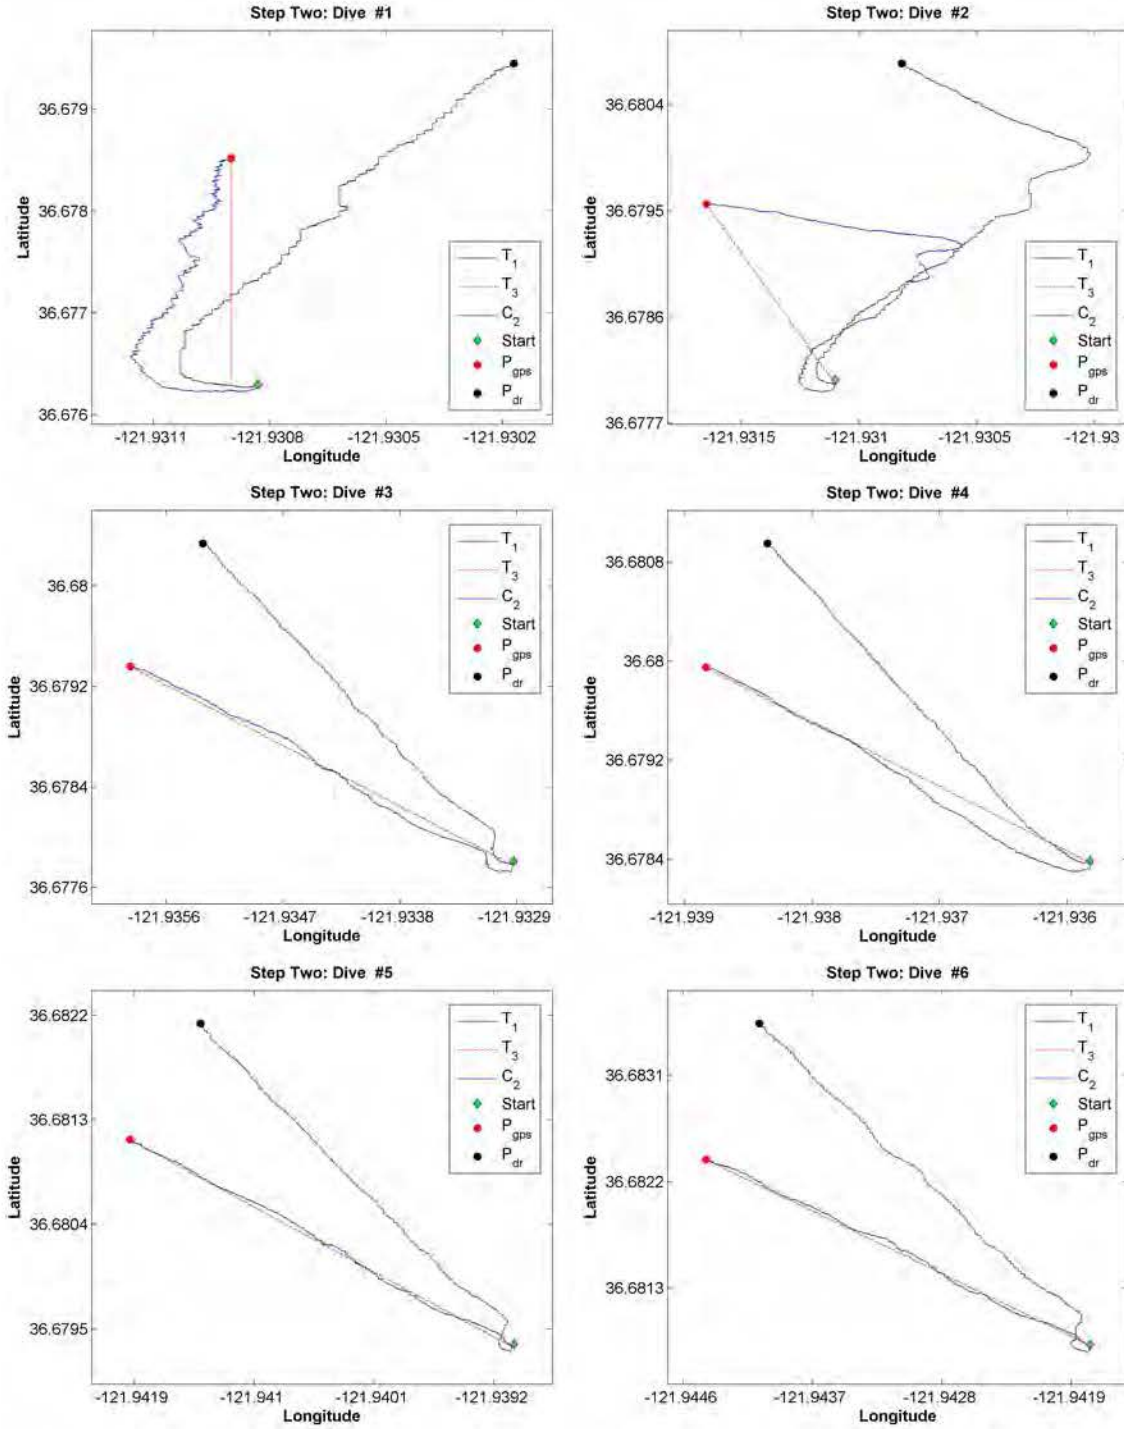 Step Two: Dive #1
Latitude
36.679
36.678
36.677
36.676
-121.9311
-121.9308
-121.9305
-121.9302
Longitude
T1
T3
C2
Start
Pgps
Pdr
Step Two: Dive #2
Latitude
36.6804
36.6795
36.6786
36.6777
-121.9315
-121.931
-121.9305
-121.93
Longitude
T1
T3
C2
Start
Pgps
Pdr
Step Two: Dive #3
Latitude
36.68
36.6792
36.6784
36.6776
-121.9356
-121.9347
-121.9338
-121.9329
Longitude
T1
T3
C2
Start
Pgps
Pdr
Step Two: Dive #4
Latitude
36.6808
36.68
36.6792
36.6784
-121.939
-121.938
-121.937
-121.936
Longitude
T1
T3
C2
Start
Pgps
Pdr
Step Two: Dive #5
Latitude
36.6822
36.6813
36.6804
36.6795
-121.9419
-121.941
-121.9401
-121.9392
Longitude
T1
T3
C2
Start
Pgps
Pdr
Step Two: Dive #6
Latitude
36.6831
36.6822
36.6813
-121.9446
-121.9437
-121.9428
-121.9419
Longitude
T1
T3
C2
Start
Pgps
Pdr